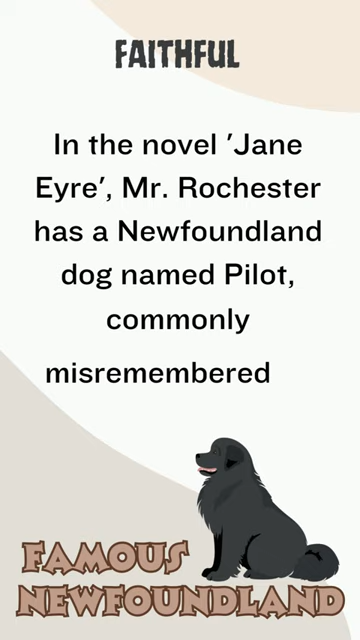 FAITHFUL
In the novel 'Jane
Eyre', Mr. Rochester
has a Newfoundland
dog named Pilot,
commonly
misremembered
FAMOUS
NEWFOUNDLAND